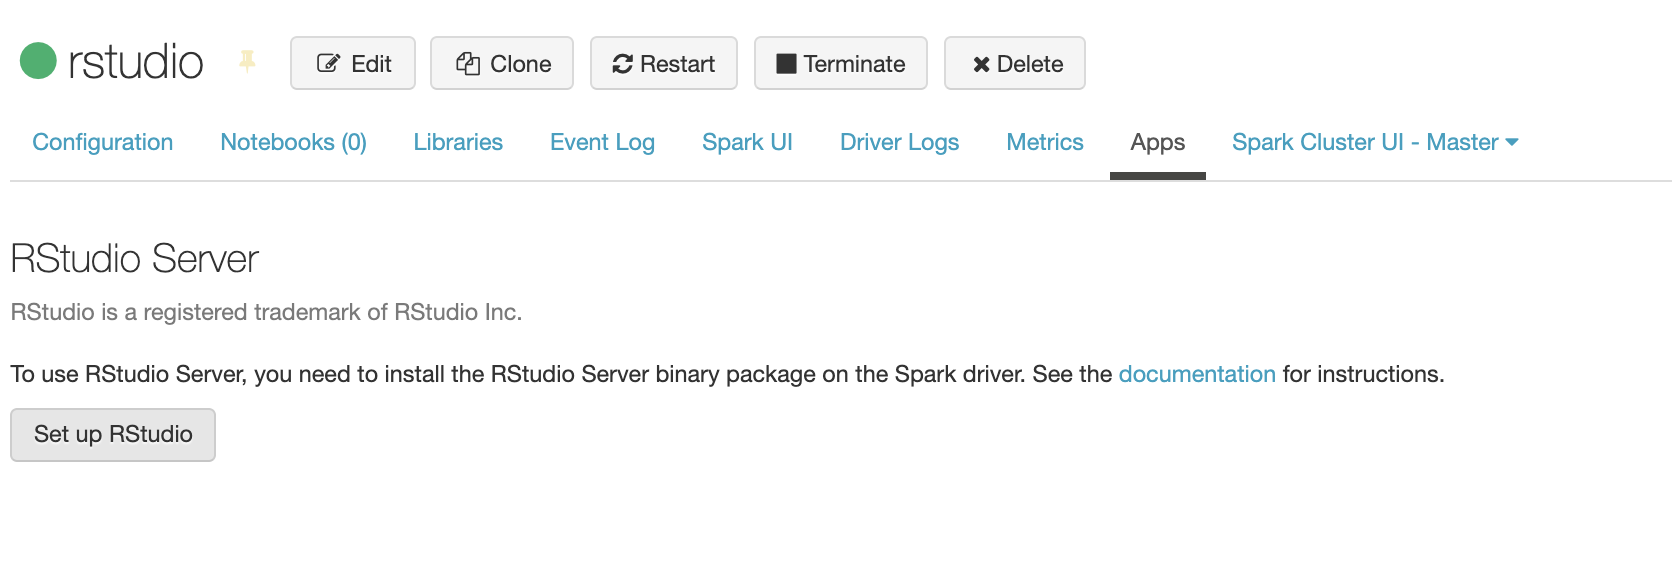 rstudio Edit Clone Restart Terminate Delete
Configuration Notebooks (0) Libraries Event Log Spark UI Driver Logs Metrics Apps Spark Cluster UI - Master
RStudio Server
RStudio is a registered trademark of RStudio Inc.
To use RStudio Server, you need to install the RStudio Server binary package on the Spark driver. See the documentation for instructions.
Set up RStudio